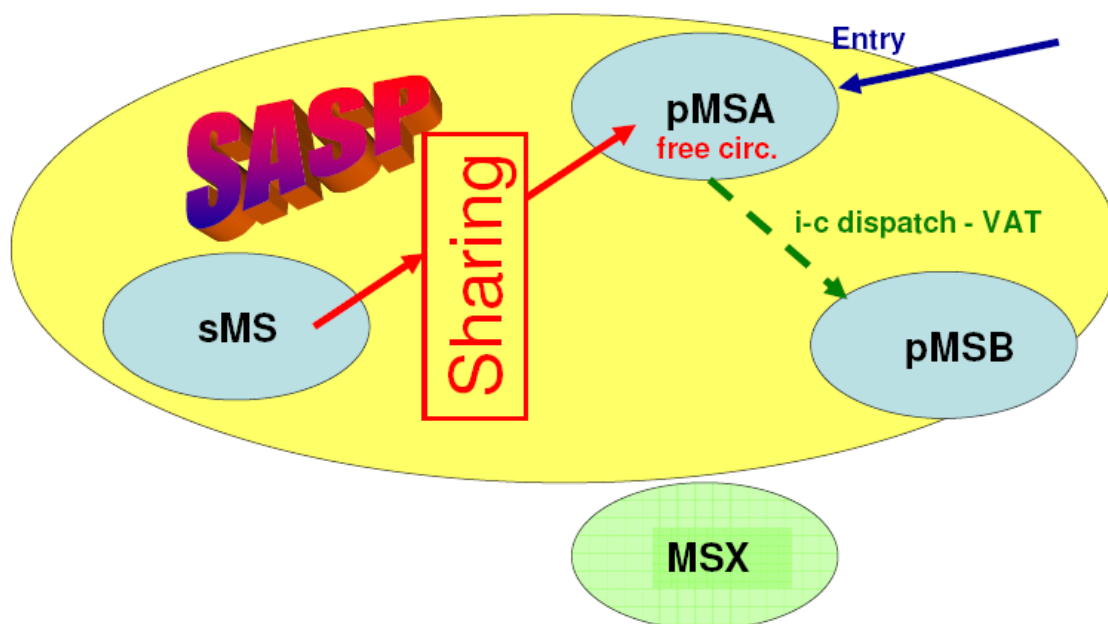 Entry
SASP
pMSA
free circ.
Sharing
i-c dispatch - VAT
sMS
pMSB
MSX